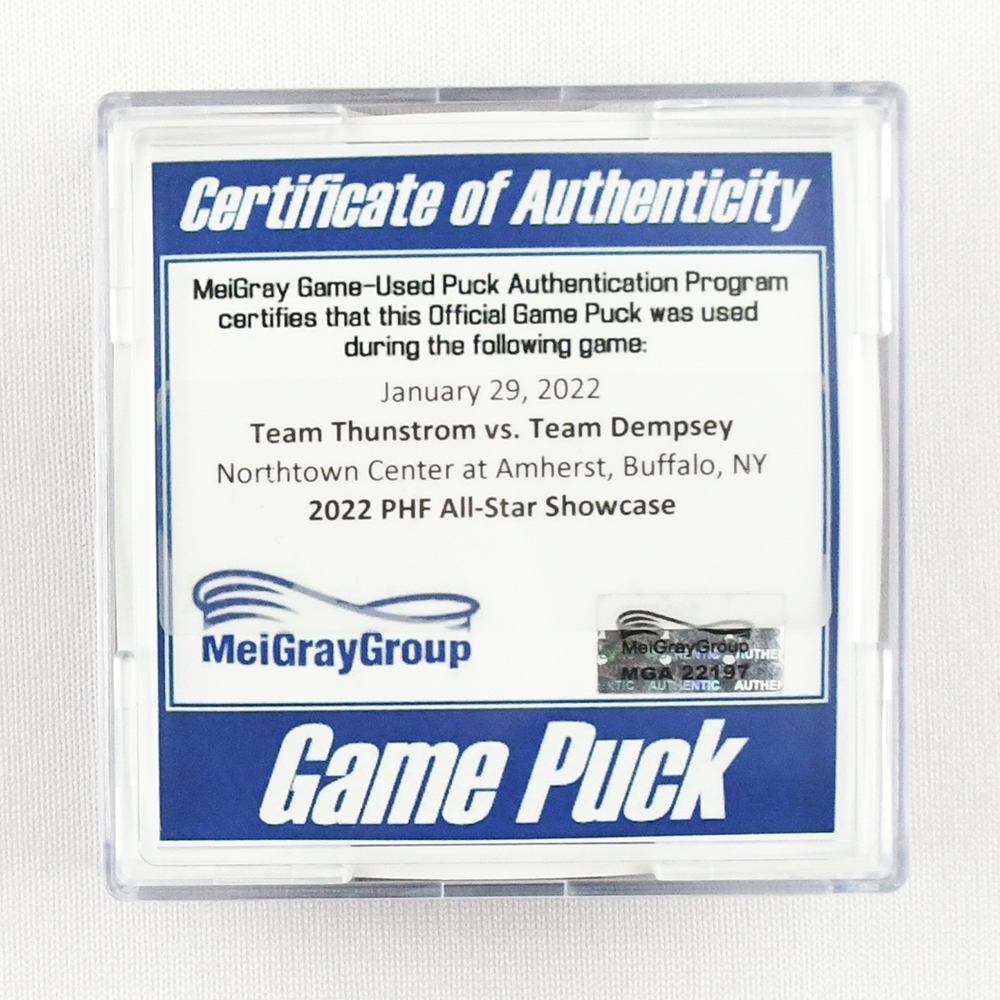 Certificate of Authenticity
MeiGray Game-Used Puck Authentication Program
certifies that this Official Game Puck was used
during the following game:
January 29, 2022
Team Thunstrom vs. Team Dempsey
Northtown Center at Amherst, Buffalo, NY
2022 PHF All-Star Showcase
MeiGrayGroup
MeiGrayGroup
MGA 22197
AUTHENTIC
Game Puck